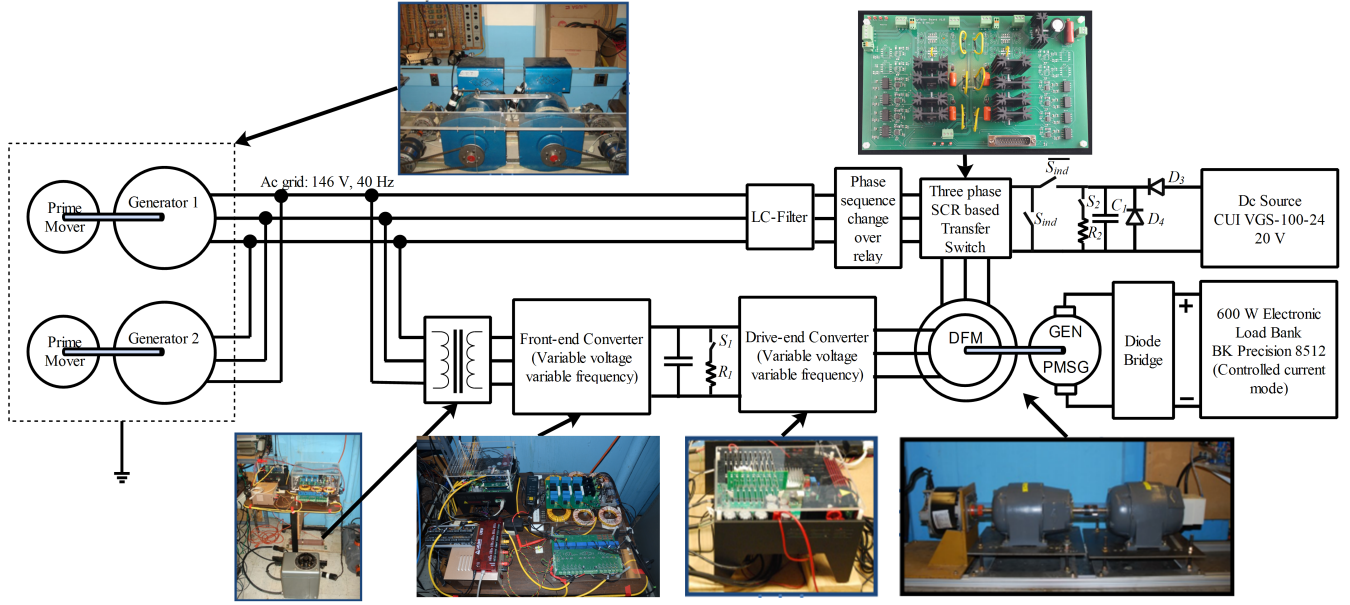 Ac grid: 146 V, 40 Hz
Prime
Mover
Generator 1
Prime
Mover
Generator 2
LC-Filter
Phase
sequence
change
over
relay
Three phase
SCR based
Transfer
Switch
S̅i̅n̅d̅
Sind
S2
R2
C1
D3
D4
Dc Source
CUI VGS-100-24
20 V
Front-end Converter
(Variable voltage
variable frequency)
S1
R1
Drive-end Converter
(Variable voltage
variable frequency)
DFM
GEN
PMSG
Diode
Bridge
+
−
600 W Electronic
Load Bank
BK Precision 8512
(Controlled current
mode)